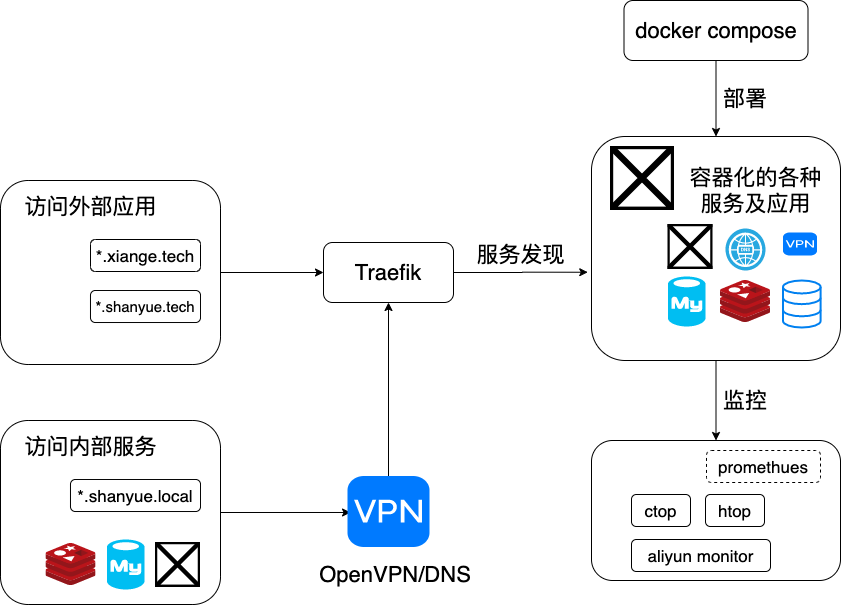 docker compose
部署
容器化的各种
服务及应用
DNS
VPN
My
访问外部应用
*.xiange.tech
*.shanyue.tech
Traefik
服务发现
监控
访问内部服务
*.shanyue.local
My
VPN
OpenVPN/DNS
promethues
ctop
htop
aliyun monitor